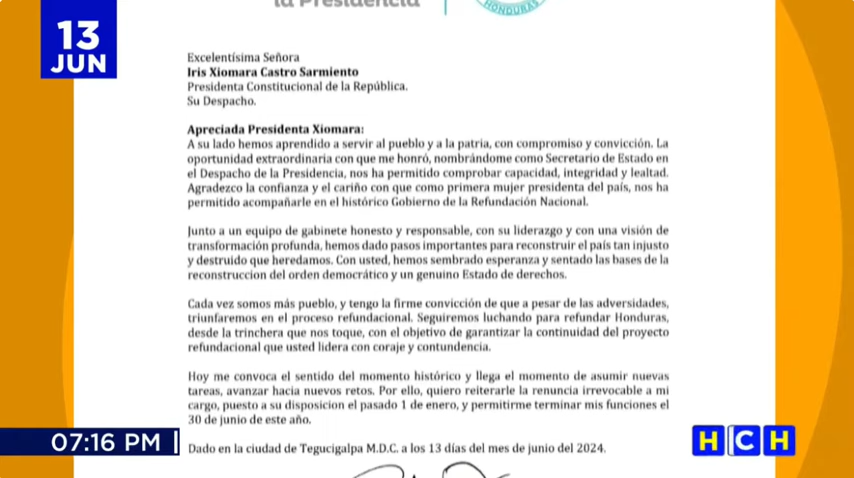 la Presidencia
HONDURAS
13
JUN
Excelentísima Señora
Iris Xiomara Castro Sarmiento
Presidenta Constitucional de la República.
Su Despacho.
Apreciada Presidenta Xiomara:
A su lado hemos aprendido a servir al pueblo y a la patria, con compromiso y convicción. La
oportunidad extraordinaria con que me honró, nombrándome como Secretario de Estado en
el Despacho de la Presidencia, nos ha permitido comprobar capacidad, integridad y lealtad.
Agradezco la confianza y el cariño con que como primera mujer presidenta del país, nos ha
permitido acompañarle en el histórico Gobierno de la Refundación Nacional.
Junto a un equipo de gabinete honesto y responsable, con su liderazgo y con una visión de
transformación profunda, hemos dado pasos importantes para reconstruir el país tan injusto
y destruido que heredamos. Con usted, hemos sembrado esperanza y sentado las bases de la
reconstruccion del orden democrático y un genuino Estado de derechos.
Cada vez somos más pueblo, y tengo la firme convicción de que a pesar de las adversidades,
triunfaremos en el proceso refundacional. Seguiremos luchando para refundar Honduras,
desde la trinchera que nos toque, con el objetivo de garantizar la continuidad del proyecto
refundacional que usted lidera con coraje y contundencia.
Hoy me convoca el sentido del momento histórico y llega el momento de asumir nuevas
tareas, avanzar hacia nuevos retos. Por ello, quiero reiterarle la renuncia irrevocable a mi
cargo, puesto a su disposicion el pasado 1 de enero, y permitirme terminar mis funciones el
30 de junio de este año.
Dado en la ciudad de Tegucigalpa M.D.C. a los 13 días del mes de junio del 2024.
07:16 PM
HCH